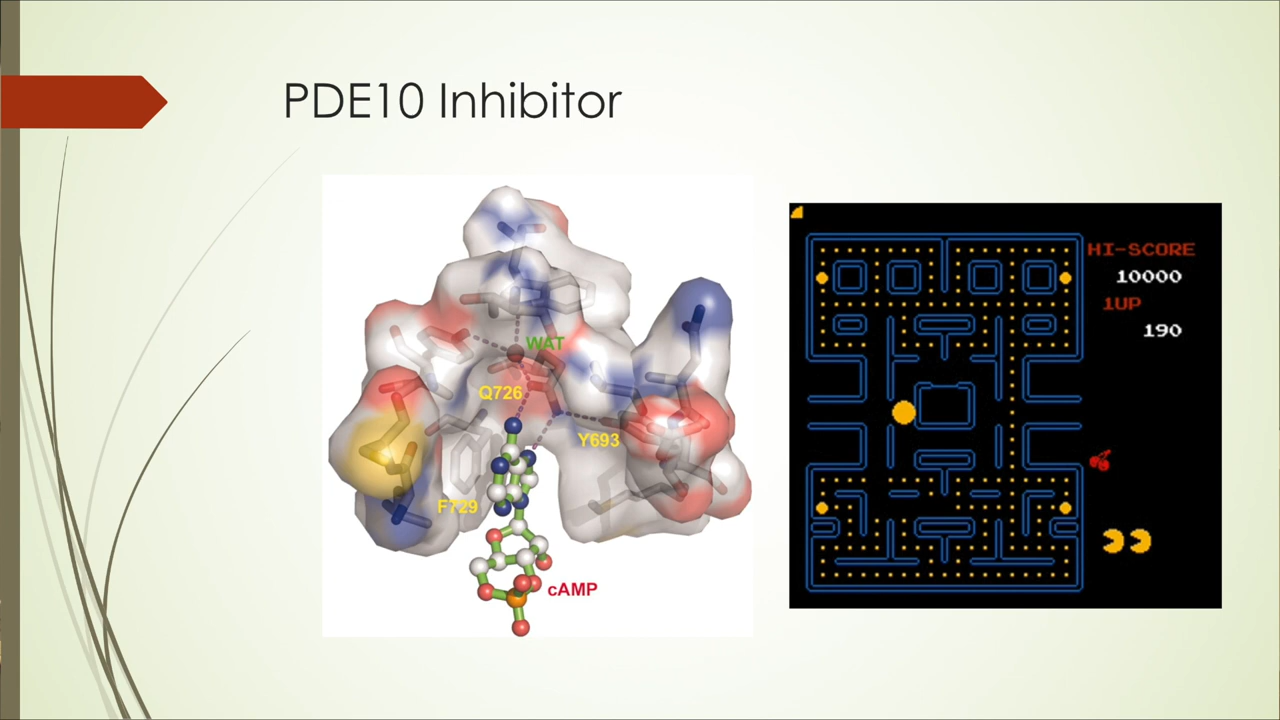 PDE10 Inhibitor
WAT
Q726
Y693
F729
cAMP
HI-SCORE
10000
1UP
190